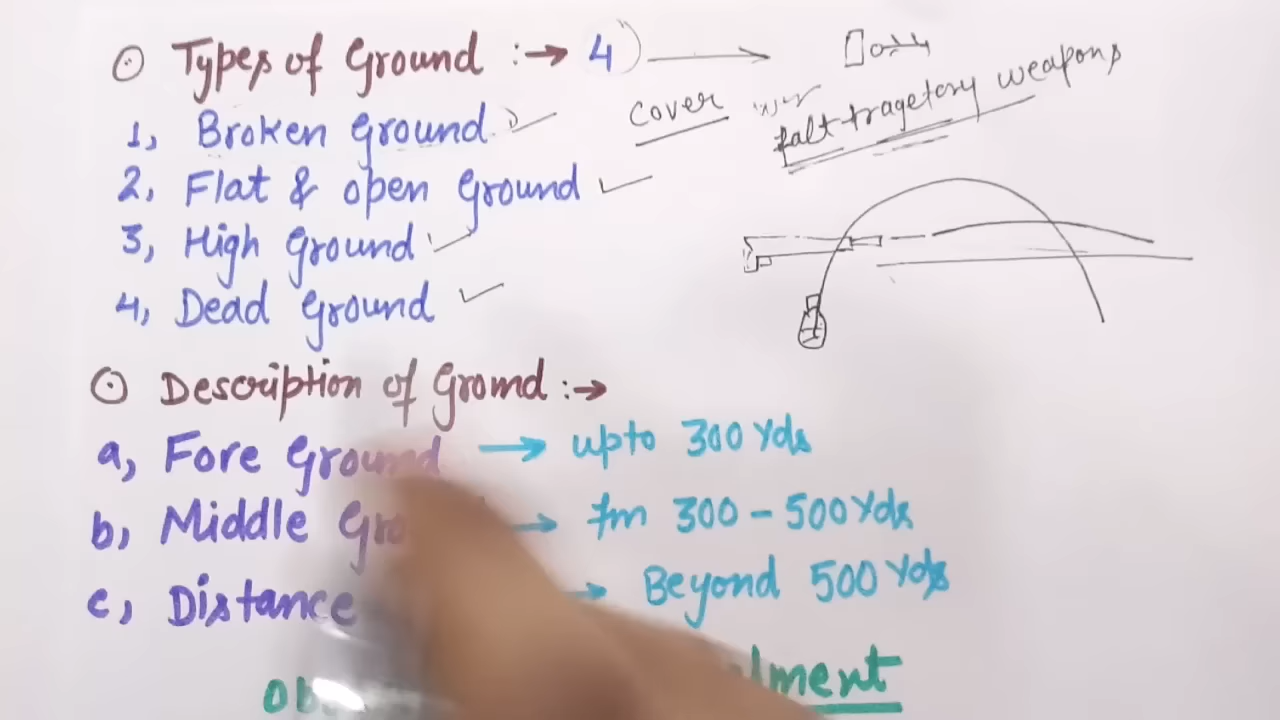 ⊙ Types of Ground :→ 4)
cover
falt tragetory weapons
1, Broken Ground
2, Flat & open Ground
3, High Ground
4, Dead Ground
⊙ Description of Ground :→
a, Fore Ground → upto 300 Yds
b, Middle → fm 300 - 500 Yds
c, Distance → Beyond 500 Yds